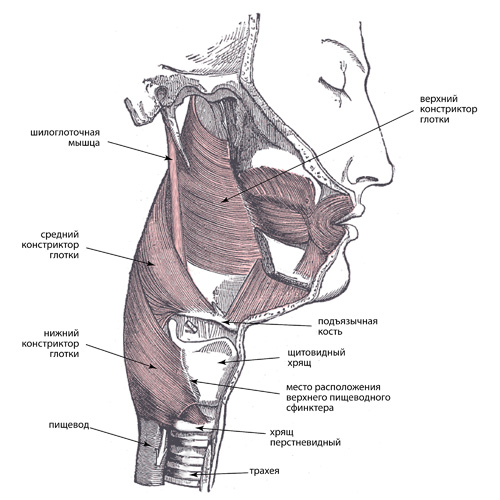 верхний
констриктор
глотки
шилоглоточная
мышца
средний
констриктор
глотки
подъязычная
кость
нижний
констриктор
глотки
щитовидный
хрящ
место расположения
верхнего пищеводного
сфинктера
пищевод
хрящ
перстневидный
трахея